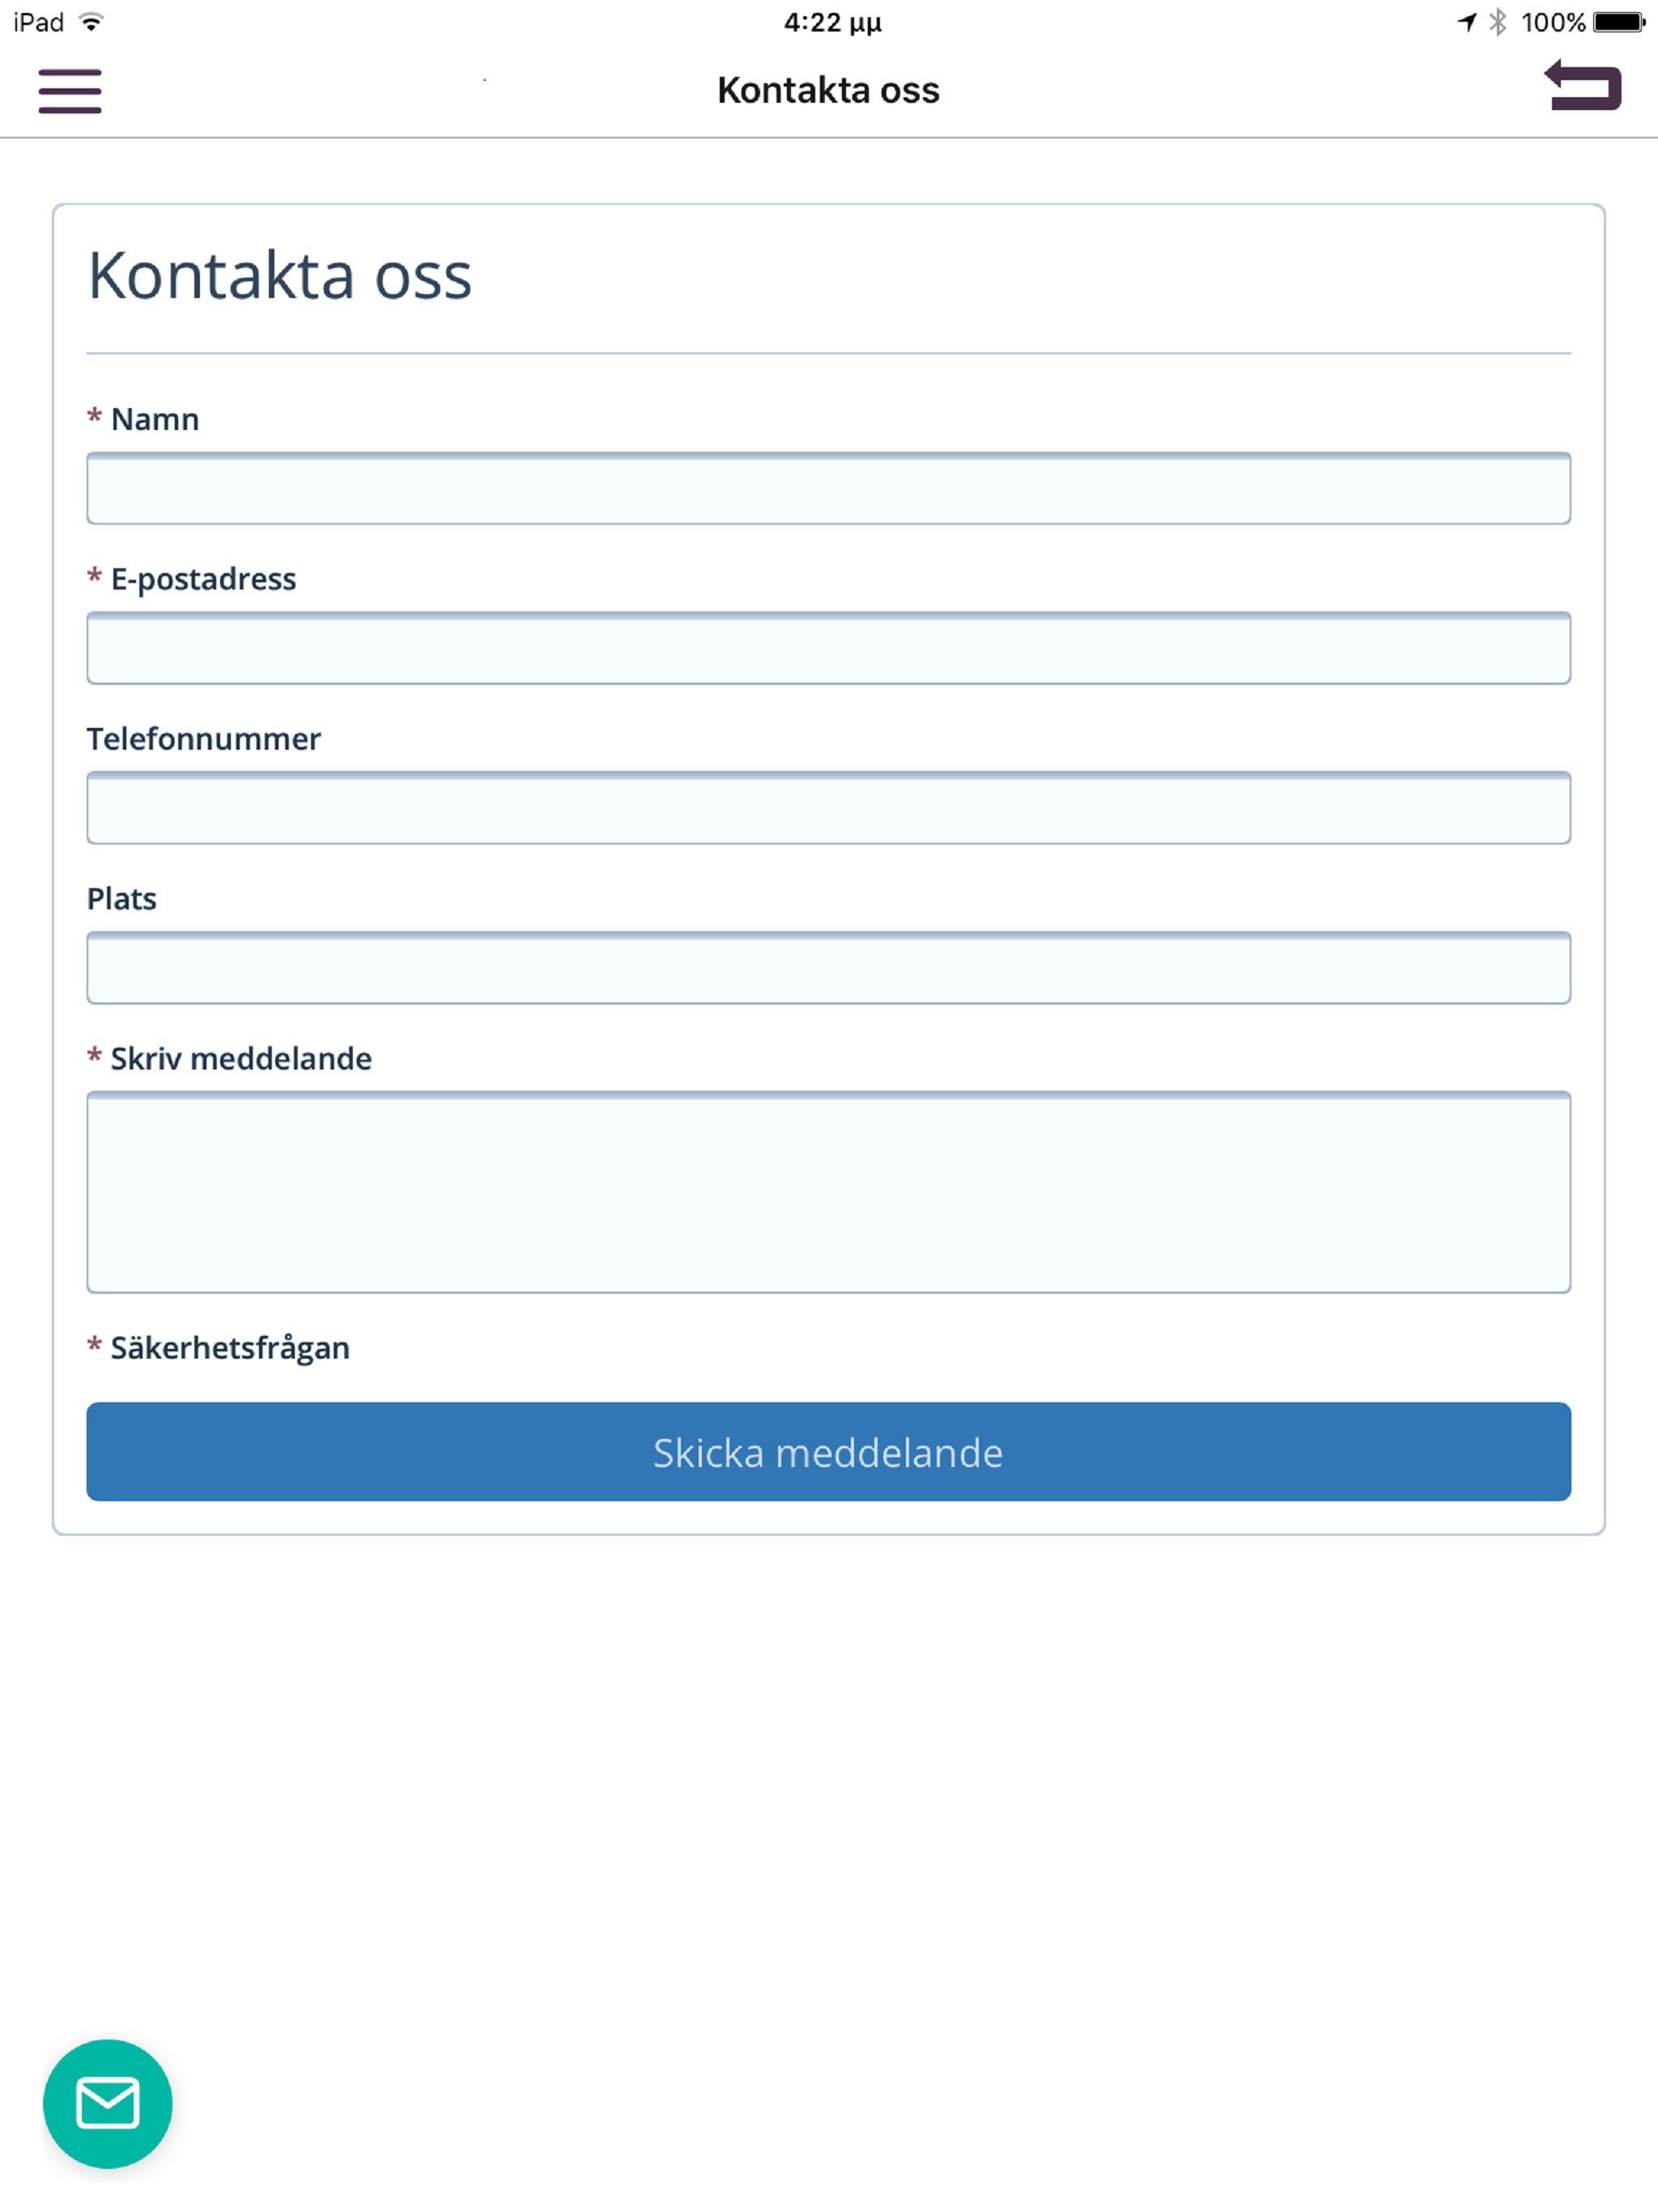 iPad 4:22 μμ 100%
Kontakta oss
Kontakta oss
* Namn
* E-postadress
Telefonnummer
Plats
* Skriv meddelande
* Säkerhetsfrågan
Skicka meddelande